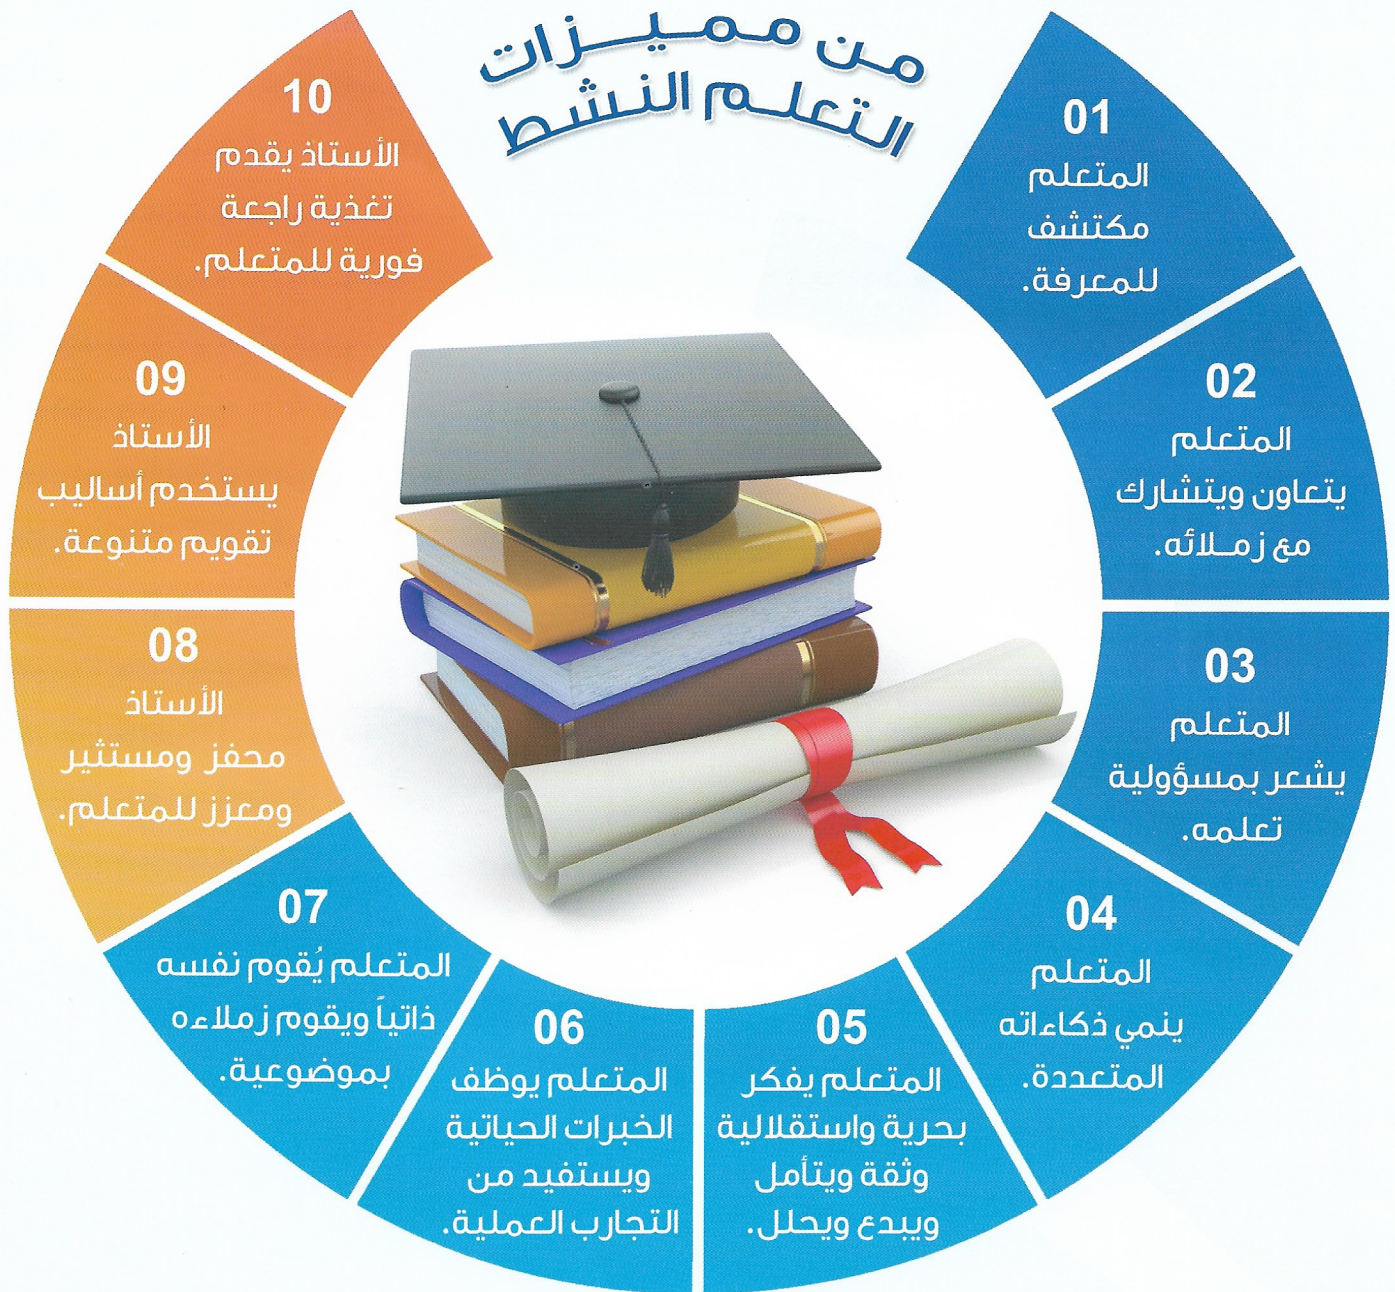 من مميزات
التعلم النشط
01
المتعلم
مكتشف
للمعرفة.
02
المتعلم
يتعاون ويتشارك
مع زملائه.
03
المتعلم
يشعر بمسؤولية
تعلمه.
04
المتعلم
ينمي ذكاءاته
المتعددة.
05
المتعلم يفكر
بحرية واستقلالية
وثقة ويتأمل
ويبدع ويحلل.
06
المتعلم يوظف
الخبرات الحياتية
ويستفيد من
التجارب العملية.
07
المتعلم يُقوم نفسه
ذاتياً ويقوم زملاءه
بموضوعية.
08
الأستاذ
محفز ومستثير
ومعزز للمتعلم.
09
الأستاذ
يستخدم أساليب
تقويم متنوعة.
10
الأستاذ يقدم
تغذية راجعة
فورية للمتعلم.